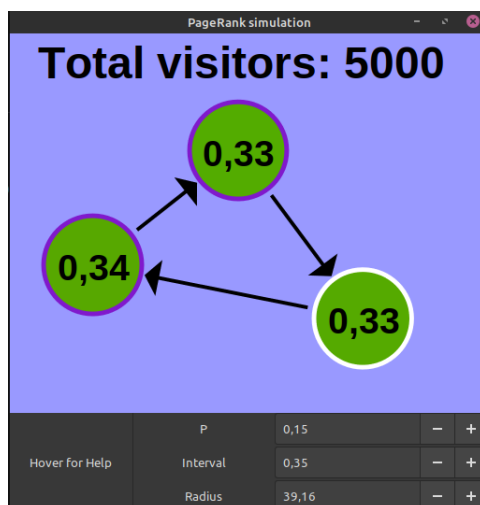 PageRank simulation
Total visitors: 5000
0,33
0,34
0,33
P 0,15 − +
Hover for Help Interval 0,35 − +
Radius 39,16 − +